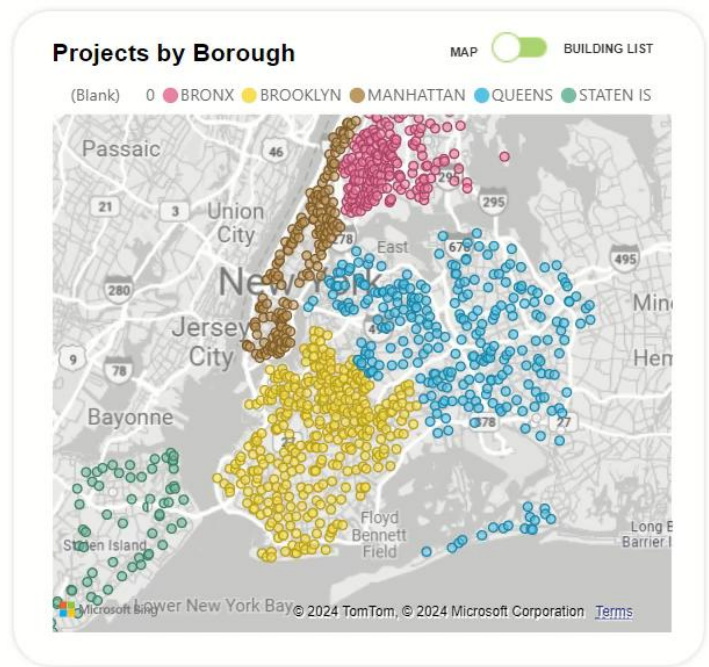 Projects by Borough
MAP
BUILDING LIST
(Blank) 0 BRONX BROOKLYN MANHATTAN QUEENS STATEN IS
Passaic
46
21
3
Union
City
278
East
295
495
280
New York
Jersey
City
9
78
Bayonne
Min
Hem
678
27
Staten Island
Floyd
Bennett
Field
Long B
Barrier I
Microsoft Bing
Lower New York Bay
© 2024 TomTom, © 2024 Microsoft Corporation Terms